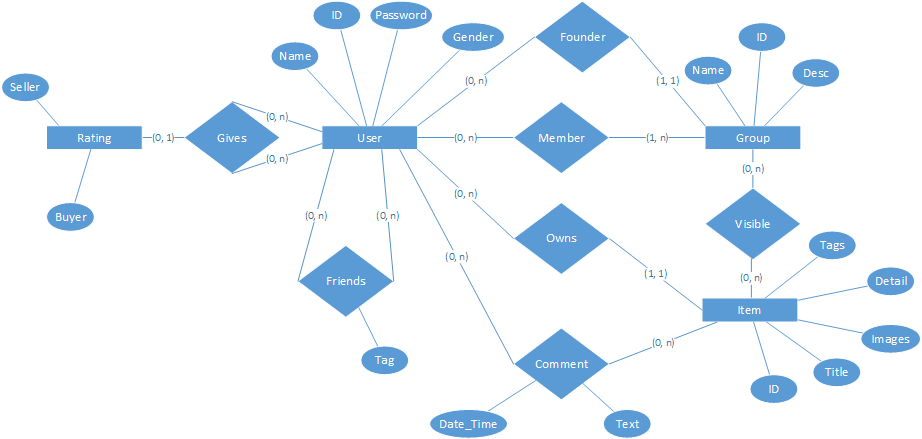 ID
Password
Founder
ID
Gender
Name
Name
Desc
Seller
(0, n)
(1, 1)
(0, n)
Rating
(0, 1)
Gives
User
(0, n)
Member
(1, n)
Group
(0, n)
(0, n)
(0, n)
(0, n)
(0, n)
Buyer
Visible
Owns
Tags
(0, n)
(1, 1)
(0, n)
Friends
Detail
Item
(0, n)
Images
Tag
Comment
Title
ID
Date_Time
Text